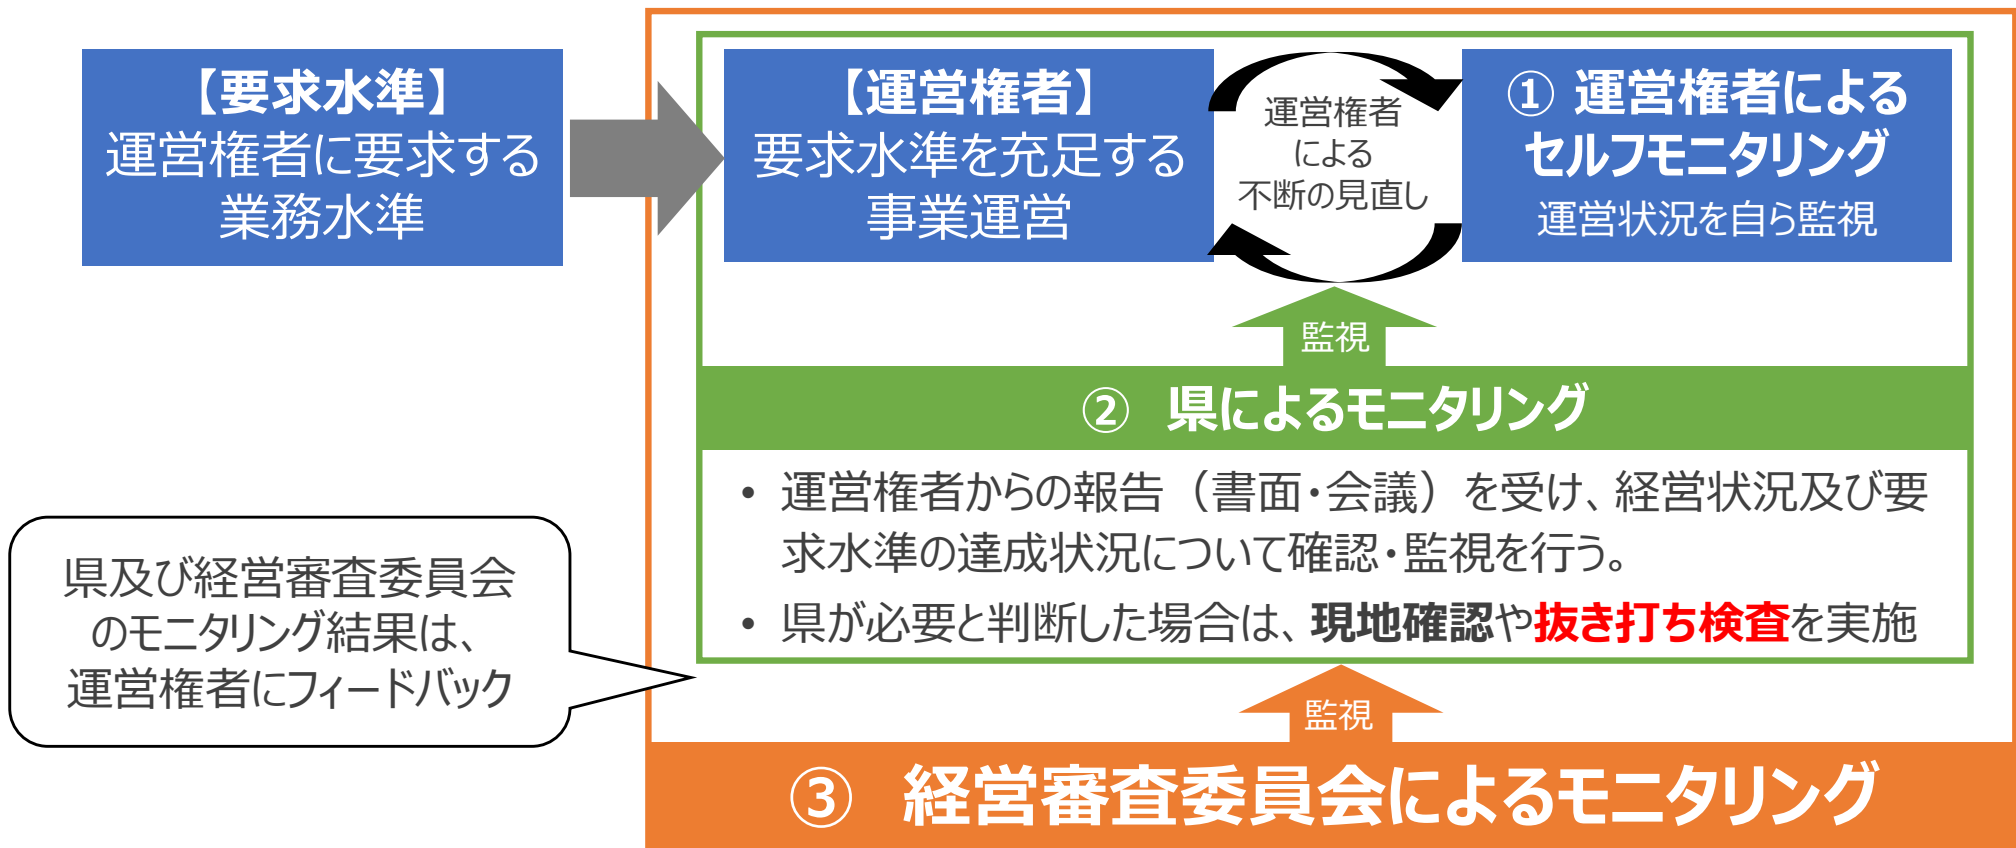 【要求水準】
運営権者に要求する
業務水準
【運営権者】
要求水準を充足する
事業運営
運営権者
による
不断の見直し
① 運営権者による
セルフモニタリング
運営状況を自ら監視
監視
② 県によるモニタリング
• 運営権者からの報告（書面・会議）を受け、経営状況及び要
求水準の達成状況について確認・監視を行う。
• 県が必要と判断した場合は、現地確認や抜き打ち検査を実施
県及び経営審査委員会
のモニタリング結果は、
運営権者にフィードバック
監視
③ 経営審査委員会によるモニタリング